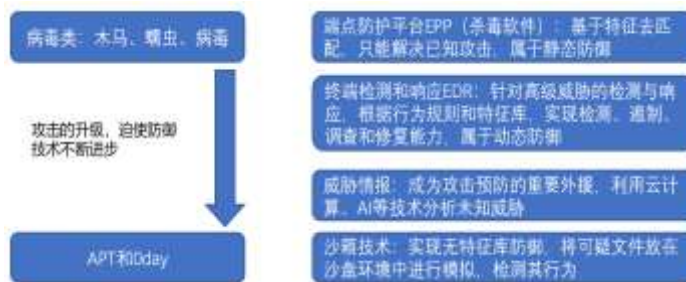 病毒类：木马、蠕虫、病毒
攻击的升级，迫使防御
技术不断进步
APT和0day
端点防护平台EPP（杀毒软件）：基于特征去匹
配，只能解决已知攻击，属于静态防御
终端检测和响应EDR：针对高级威胁的检测与响
应，根据行为规则和特征库，实现检测、遏制、
调查和修复能力，属于动态防御
威胁情报：成为攻击预防的重要外援，利用云计
算、AI等技术分析未知威胁
沙箱技术：实现无特征库防御，将可疑文件放在
沙盘环境中进行模拟，检测其行为